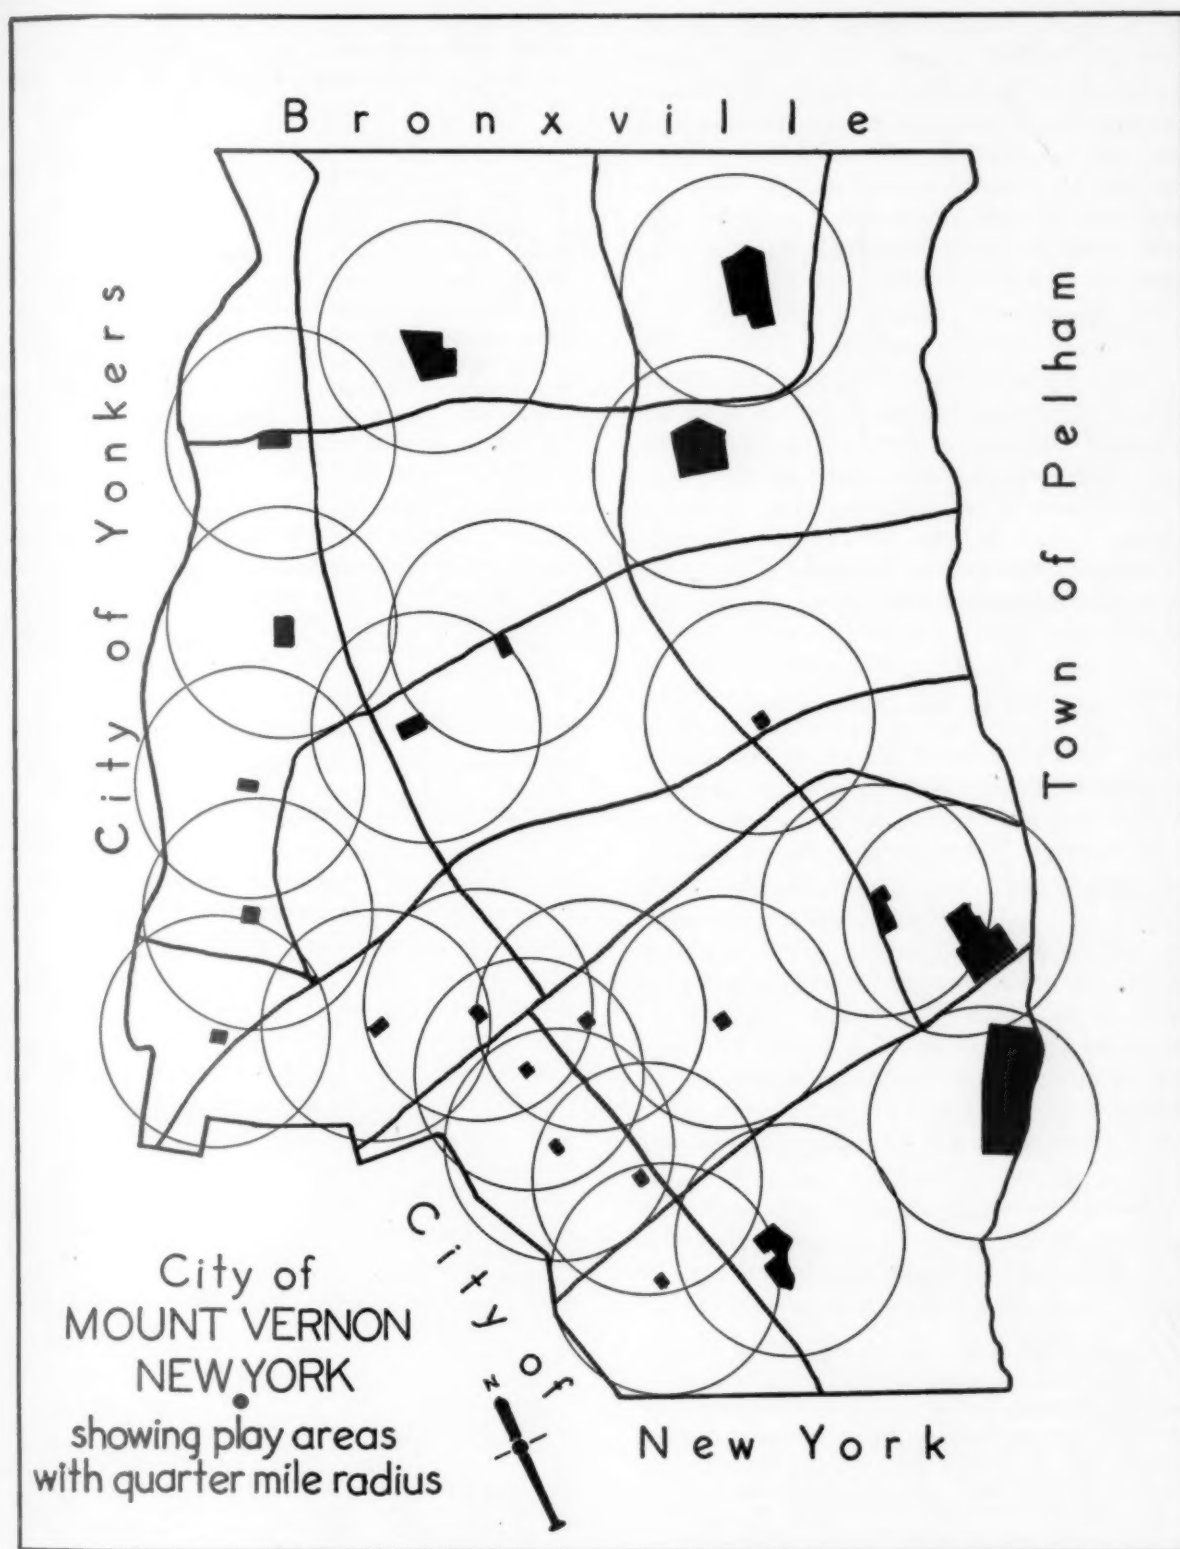 Bronxville
City of Yonkers
Town of Pelham
City of
New York
City of
MOUNT VERNON
NEW YORK
showing play areas
with quarter mile radius
N